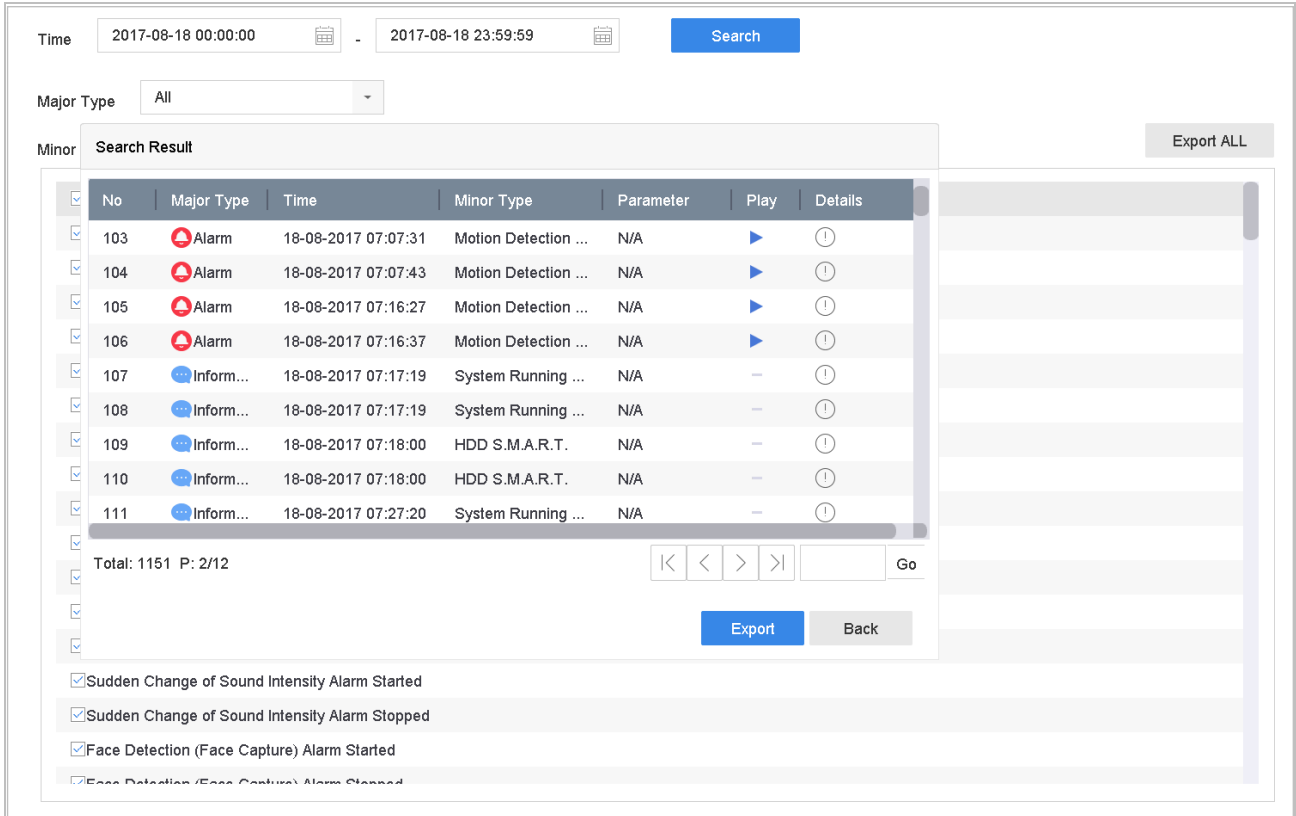 Time 2017-08-18 00:00:00 - 2017-08-18 23:59:59 Search
Major Type All
Export ALL
Minor
Search Result
No Major Type Time Minor Type Parameter Play Details
103 Alarm 18-08-2017 07:07:31 Motion Detection ... N/A
104 Alarm 18-08-2017 07:07:43 Motion Detection ... N/A
105 Alarm 18-08-2017 07:16:27 Motion Detection ... N/A
106 Alarm 18-08-2017 07:16:37 Motion Detection ... N/A
107 Inform... 18-08-2017 07:17:19 System Running ... N/A –
108 Inform... 18-08-2017 07:17:19 System Running ... N/A –
109 Inform... 18-08-2017 07:18:00 HDD S.M.A.R.T. N/A –
110 Inform... 18-08-2017 07:18:00 HDD S.M.A.R.T. N/A –
111 Inform... 18-08-2017 07:27:20 System Running ... N/A –
Total: 1151 P: 2/12 Go
Export Back
Sudden Change of Sound Intensity Alarm Started
Sudden Change of Sound Intensity Alarm Stopped
Face Detection (Face Capture) Alarm Started
Face Detection (Face Capture) Alarm Stopped